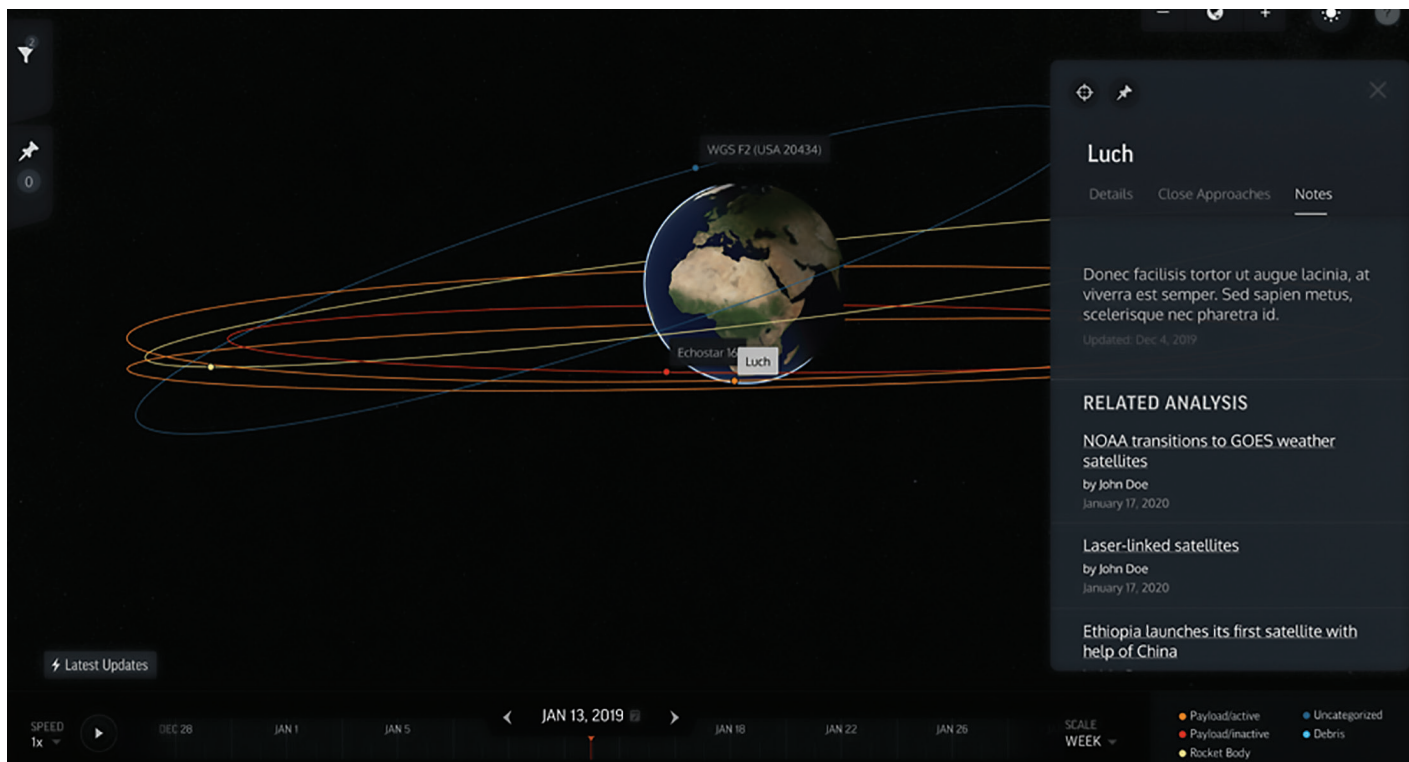 2
0
WGS F2 (USA 20434)
Echostar 16
Luch
Luch
Details Close Approaches Notes
Donec facilisis tortor ut augue lacinia, at
viverra est semper. Sed sapien metus,
scelerisque nec pharetra id.
Updated: Dec 4, 2019
RELATED ANALYSIS
NOAA transitions to GOES weather
satellites
by John Doe
January 17, 2020
Laser-linked satellites
by John Doe
January 17, 2020
Ethiopia launches its first satellite with
help of China
Latest Updates
SPEED
1x
DEC 28 JAN 1 JAN 5 JAN 13, 2019 JAN 18 JAN 22 JAN 26
SCALE
WEEK
Payload/active
Payload/inactive
Rocket Body
Uncategorized
Debris